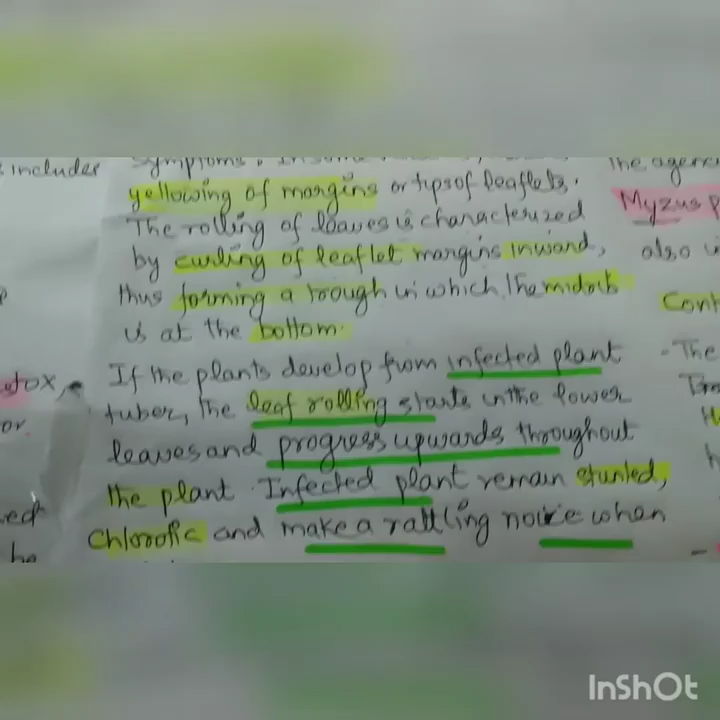 includes
yellowing of margins or tips of leaflets.
The rolling of leaves is characterized
by curling of leaflet margins inward,
thus forming a trough in which the midrib
is at the bottom.
If the plants develop from infected plant
tuber, the leaf rolling starts in the lower
leaves and progress upwards throughout
the plant. Infected plant remain stunled,
Chlorotic and make a rattling noise when
Myzus
also
- The
InShOt